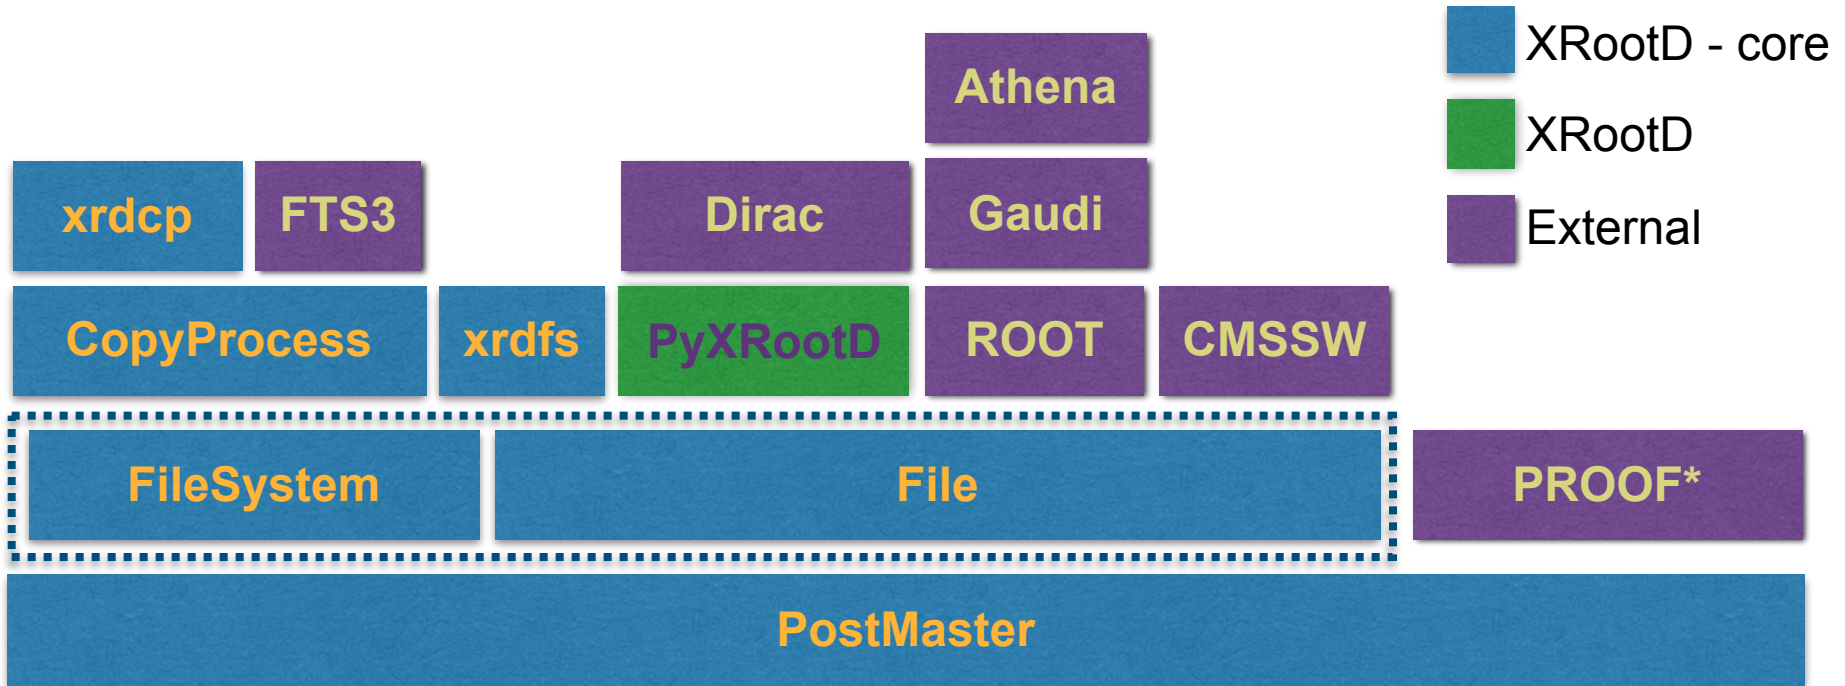 XRootD - core
Athena
XRootD
xrdcp
FTS3
Dirac
Gaudi
External
CopyProcess
xrdfs
PyXRootD
ROOT
CMSSW
FileSystem
File
PROOF*
PostMaster